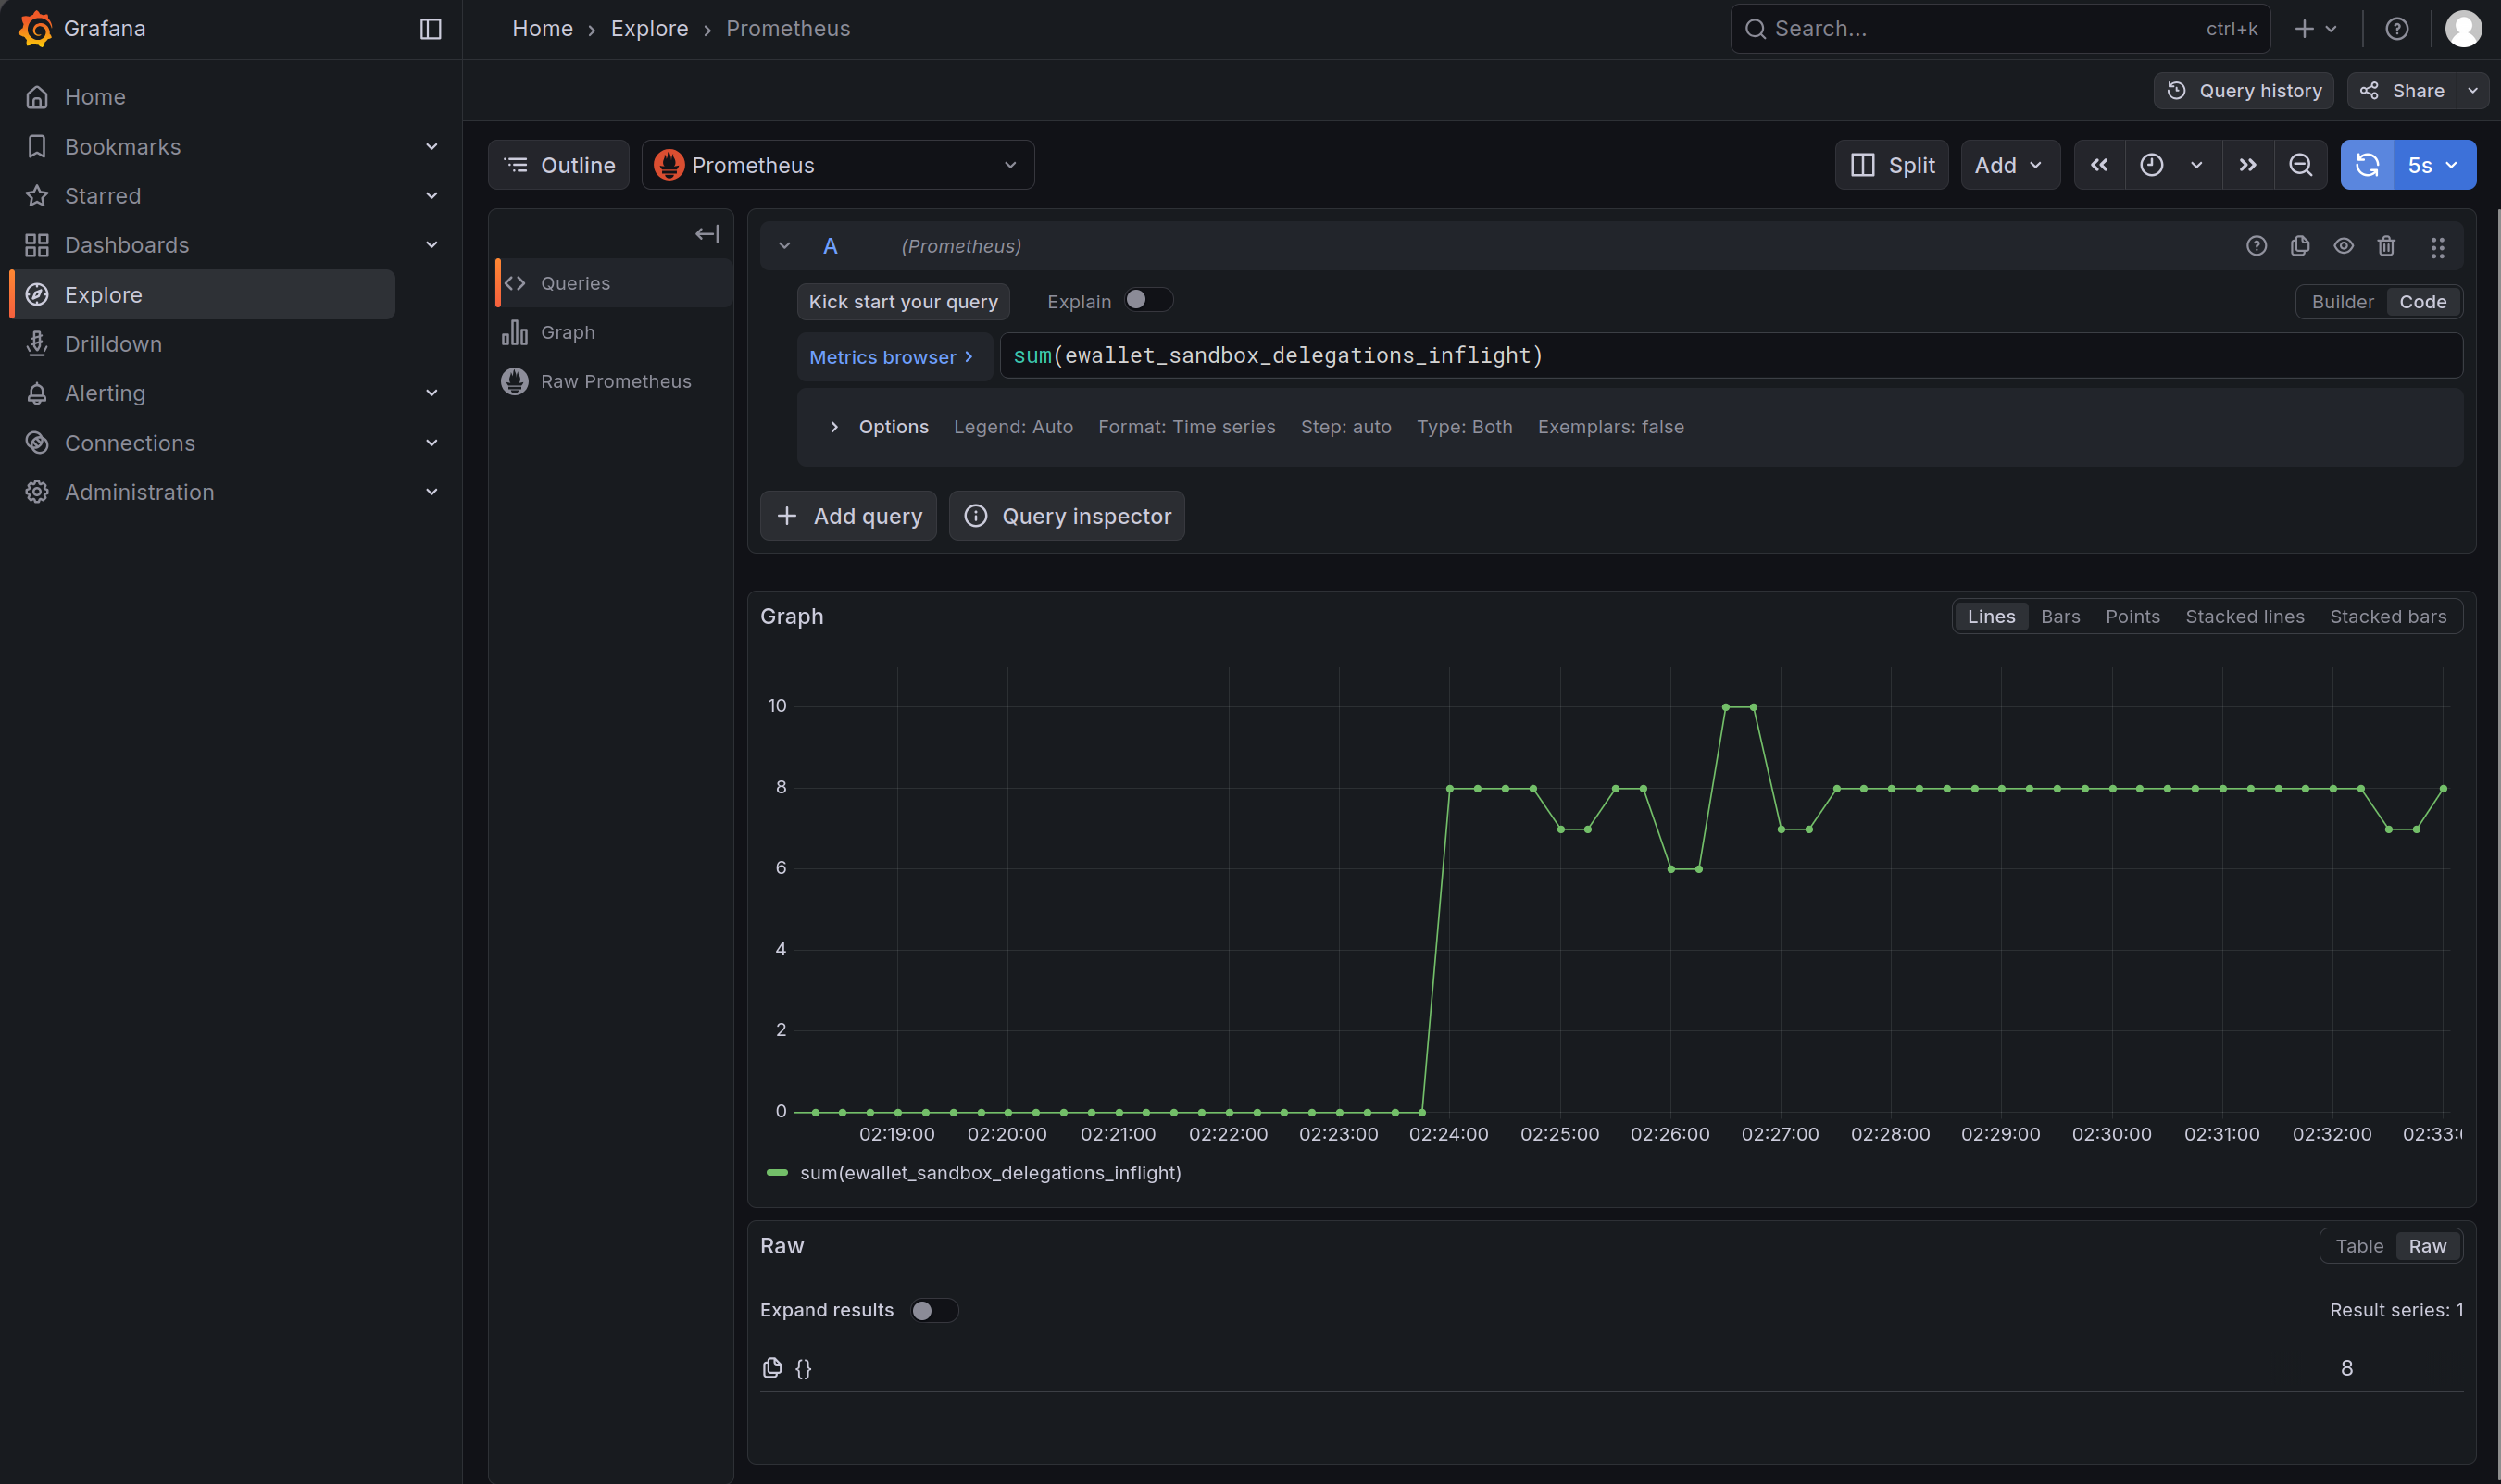 Grafana
Home › Explore › Prometheus
Search... ctrl+k
Query history
Share
Home
Bookmarks
Starred
Dashboards
Explore
Drilldown
Alerting
Connections
Administration
Outline
Prometheus
Split
Add
5s
Queries
Graph
Raw Prometheus
A (Prometheus)
Kick start your query
Explain
Builder Code
Metrics browser
sum(ewallet_sandbox_delegations_inflight)
Options Legend: Auto Format: Time series Step: auto Type: Both Exemplars: false
Add query
Query inspector
Graph
Lines Bars Points Stacked lines Stacked bars
10
8
6
4
2
0
02:19:00 02:20:00 02:21:00 02:22:00 02:23:00 02:24:00 02:25:00 02:26:00 02:27:00 02:28:00 02:29:00 02:30:00 02:31:00 02:32:00 02:33:
sum(ewallet_sandbox_delegations_inflight)
Raw
Table Raw
Expand results
Result series: 1
{} 8